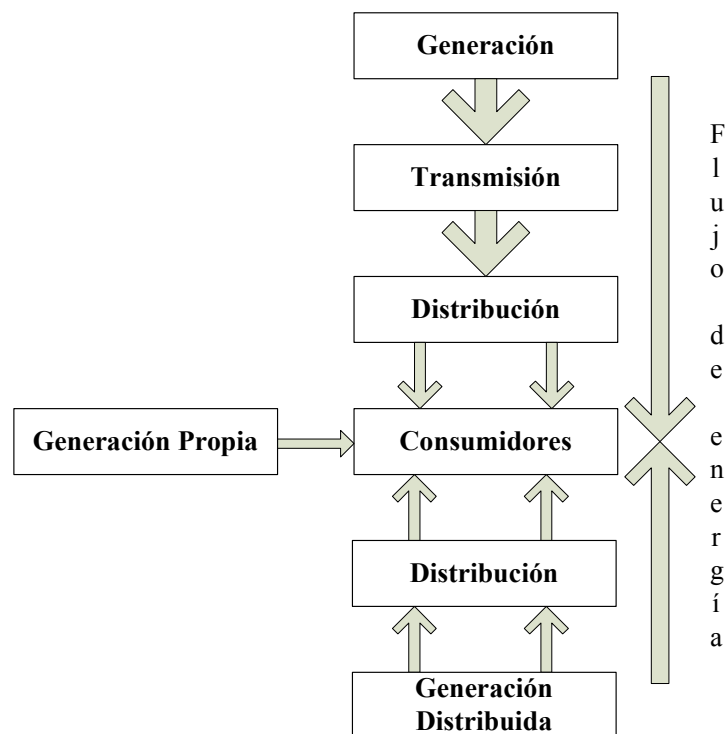 Generación
Transmisión
Distribución
Generación Propia
Consumidores
Distribución
Generación
Distribuida
Flujo de energía